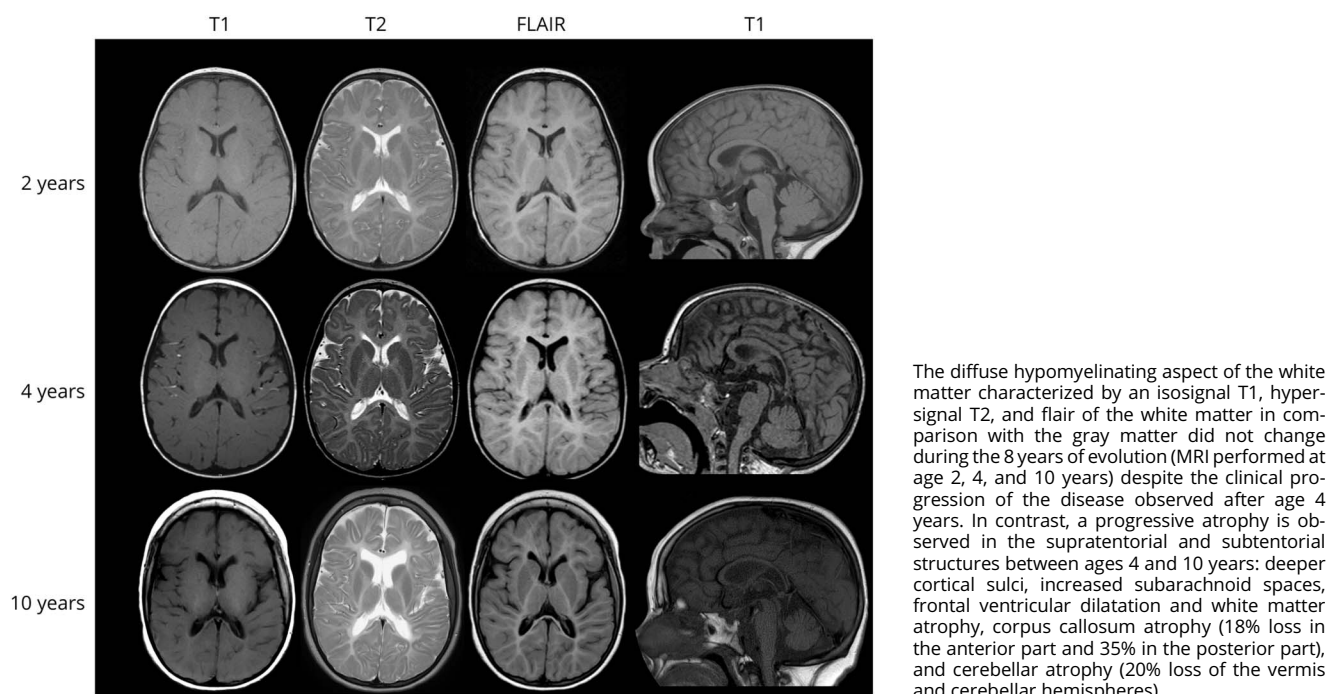 T1 T2 FLAIR T1
2 years
4 years
10 years
The diffuse hypomyelinating aspect of the white
matter characterized by an isosignal T1, hyper-
signal T2, and flair of the white matter in com-
parison with the gray matter did not change
during the 8 years of evolution (MRI performed at
age 2, 4, and 10 years) despite the clinical pro-
gression of the disease observed after age 4
years. In contrast, a progressive atrophy is ob-
served in the supratentorial and subtentorial
structures between ages 4 and 10 years: deeper
cortical sulci, increased subarachnoid spaces,
frontal ventricular dilatation and white matter
atrophy, corpus callosum atrophy (18% loss in
the anterior part and 35% in the posterior part),
and cerebellar atrophy (20% loss of the vermis
and cerebellar hemispheres)